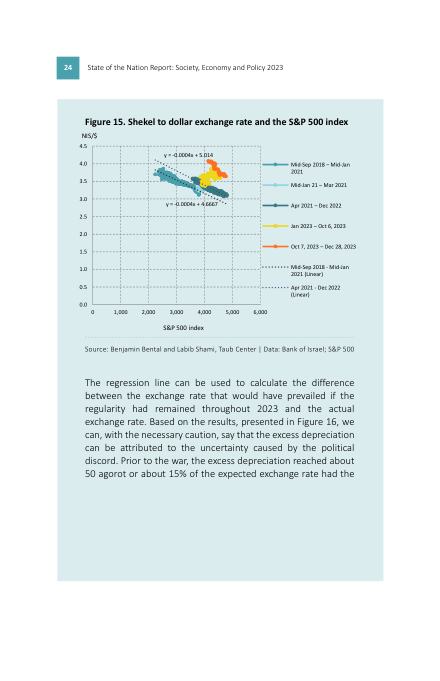 24
State of the Nation Report: Society, Economy and Policy 2023
Figure 15. Shekel to dollar exchange rate and the S&P 500 index
NIS/$
4.5
4.0
3.5
3.0
2.5
2.0
1.5
1.0
0.5
0.0
0 1,000 2,000 3,000 4,000 5,000 6,000
y = -0.0004x + 5.014
y = -0.0004x + 4.6667
S&P 500 index
Mid-Sep 2018 – Mid-Jan
2021
Mid-Jan 21 – Mar 2021
Apr 2021 – Dec 2022
Jan 2023 – Oct 6, 2023
Oct 7, 2023 – Dec 28, 2023
Mid-Sep 2018 - Mid-Jan
2021 (Linear)
Apr 2021 - Dec 2022
(Linear)
Source: Benjamin Bental and Labib Shami, Taub Center | Data: Bank of Israel; S&P 500
The regression line can be used to calculate the difference
between the exchange rate that would have prevailed if the
regularity had remained throughout 2023 and the actual
exchange rate. Based on the results, presented in Figure 16, we
can, with the necessary caution, say that the excess depreciation
can be attributed to the uncertainty caused by the political
discord. Prior to the war, the excess depreciation reached about
50 agorot or about 15% of the expected exchange rate had the